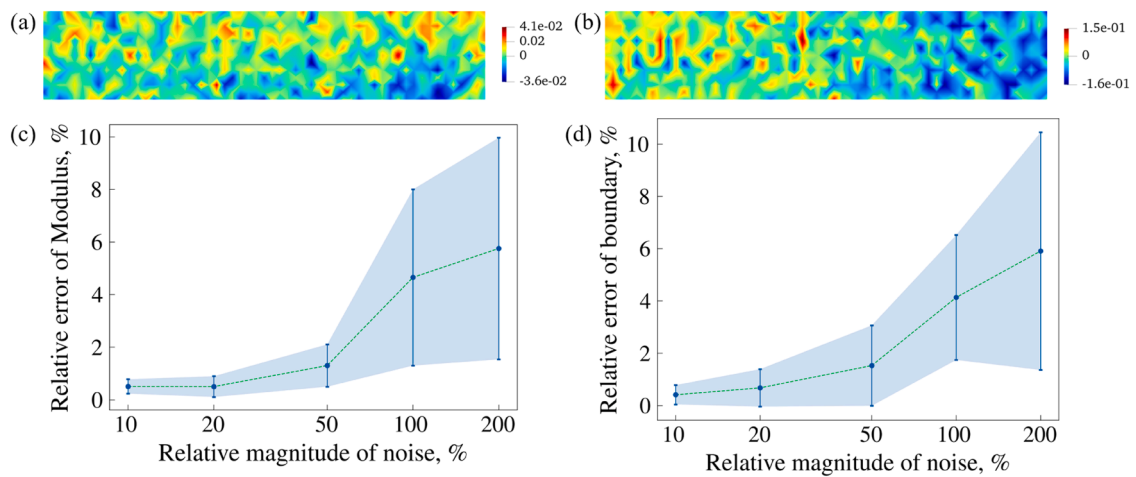 (a)
4.1e-02
0.02
0
-3.6e-02
(b)
1.5e-01
0
-1.6e-01
(c)
Relative error of Modulus, %
10
8
6
4
2
0
10 20 50 100 200
Relative magnitude of noise, %
(d)
Relative error of boundary, %
10
8
6
4
2
0
10 20 50 100 200
Relative magnitude of noise, %